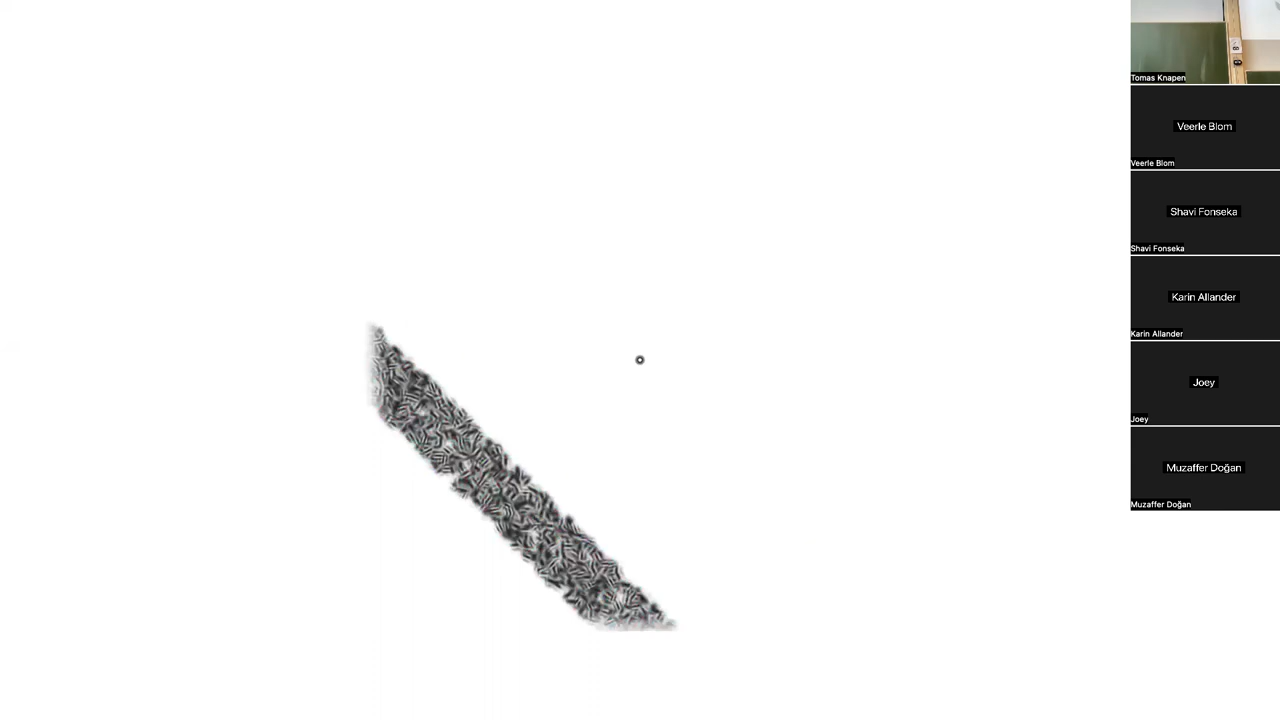 Tomas Knapen
Veerle Blom
Veerle Blom
Shavi Fonseka
Shavi Fonseka
Karin Allander
Karin Allander
Joey
Joey
Muzaffer Doğan
Muzaffer Doğan